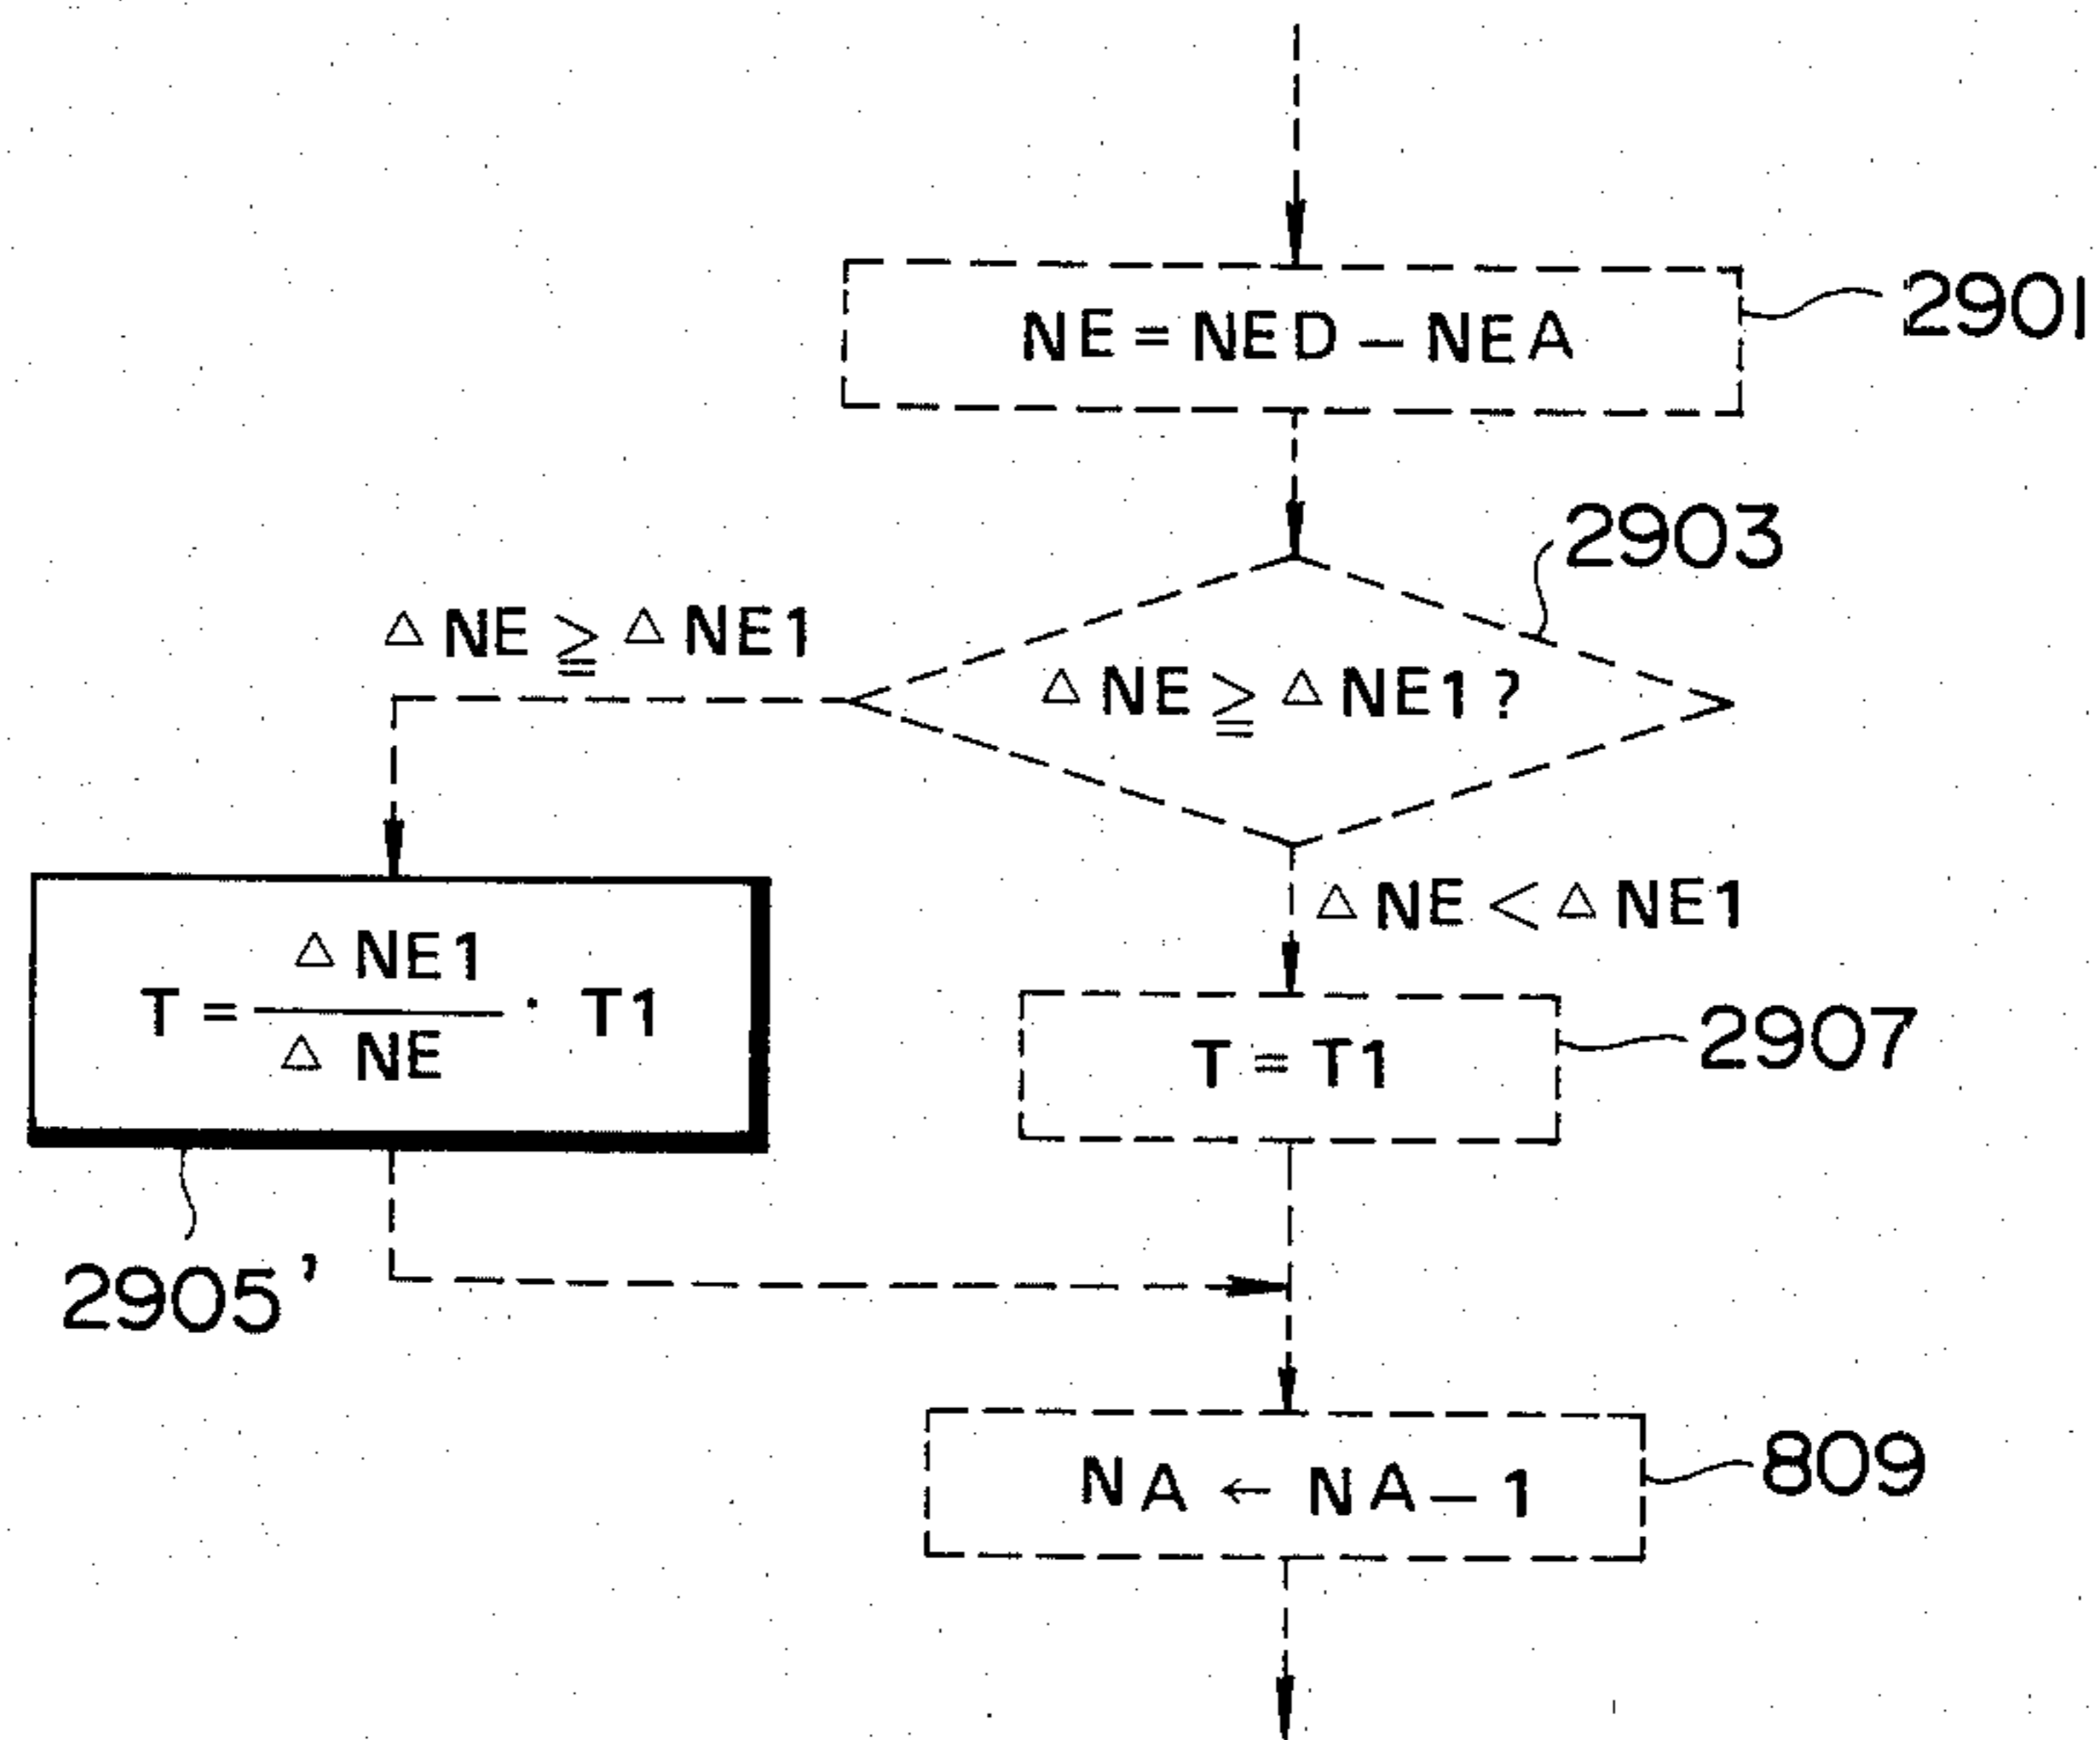 NE = NED – NEA
2901
2903
△ NE ≧ △ NE1
△ NE ≧ △ NE1?
△ NE < △ NE1
△ NE1
T = ――― · T1
△ NE
T = T1
2907
2905'
NA ← NA – 1
809